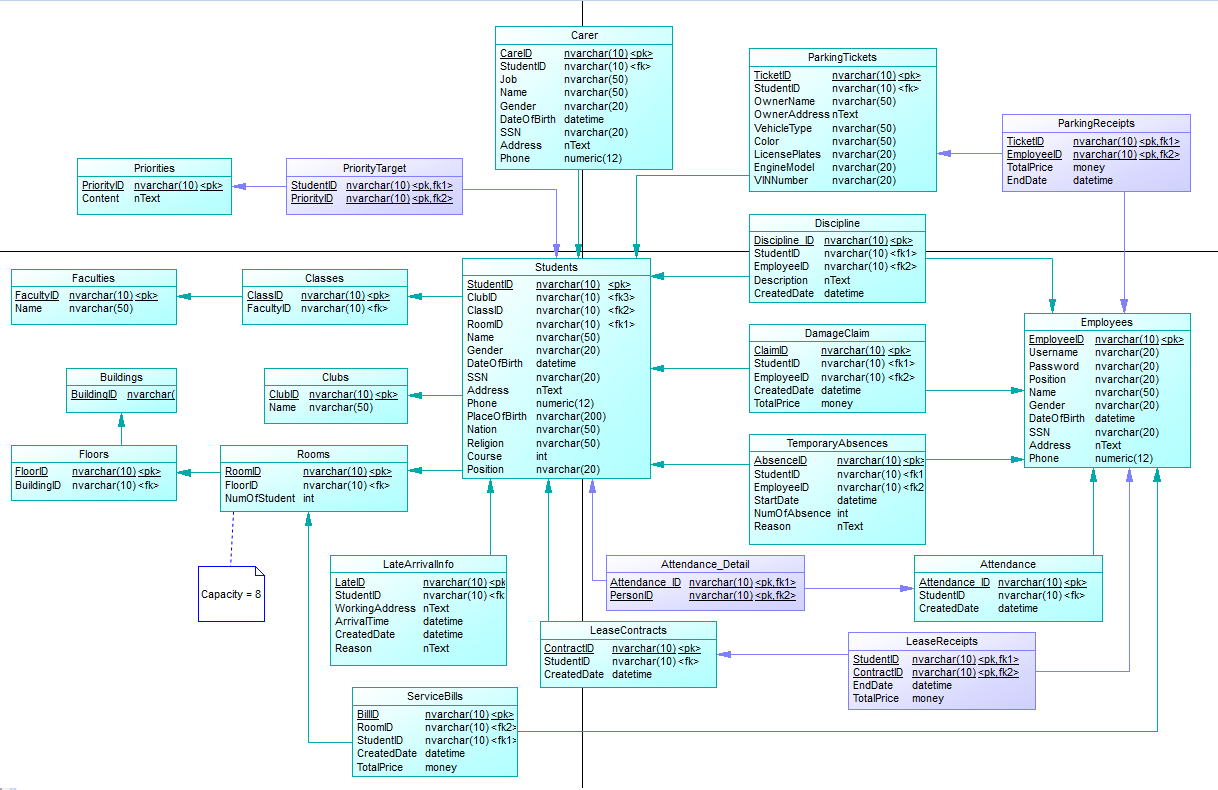 Carer
CareID nvarchar(10) <pk>
StudentID nvarchar(10) <fk>
Job nvarchar(50)
Name nvarchar(50)
Gender nvarchar(20)
DateOfBirth datetime
SSN nvarchar(20)
Address nText
Phone numeric(12)
ParkingTickets
TicketID nvarchar(10) <pk>
StudentID nvarchar(10) <fk>
OwnerName nvarchar(50)
OwnerAddress nText
VehicleType nvarchar(50)
Color nvarchar(50)
LicensePlates nvarchar(20)
EngineModel nvarchar(20)
VINNumber nvarchar(20)
ParkingReceipts
TicketID nvarchar(10) <pk,fk1>
EmployeeID nvarchar(10) <pk,fk2>
TotalPrice money
EndDate datetime
Priorities
PriorityID nvarchar(10) <pk>
Content nText
PriorityTarget
StudentID nvarchar(10) <pk,fk1>
PriorityID nvarchar(10) <pk,fk2>
Faculties
FacultyID nvarchar(10) <pk>
Name nvarchar(50)
Classes
ClassID nvarchar(10) <pk>
FacultyID nvarchar(10) <fk>
Students
StudentID nvarchar(10) <pk>
ClubID nvarchar(10) <fk3>
ClassID nvarchar(10) <fk2>
RoomID nvarchar(10) <fk1>
Name nvarchar(50)
Gender nvarchar(20)
DateOfBirth datetime
SSN nvarchar(20)
Address nText
Phone numeric(12)
PlaceOfBirth nvarchar(200)
Nation nvarchar(50)
Religion nvarchar(50)
Course int
Position nvarchar(20)
Discipline
Discipline_ID nvarchar(10) <pk>
StudentID nvarchar(10) <fk1>
EmployeeID nvarchar(10) <fk2>
Description nText
CreatedDate datetime
DamageClaim
ClaimID nvarchar(10) <pk>
StudentID nvarchar(10) <fk1>
EmployeeID nvarchar(10) <fk2>
CreatedDate datetime
TotalPrice money
Employees
EmployeeID nvarchar(10) <pk>
Username nvarchar(20)
Password nvarchar(20)
Position nvarchar(20)
Name nvarchar(50)
Gender nvarchar(20)
DateOfBirth datetime
SSN nvarchar(20)
Address nText
Phone numeric(12)
Buildings
BuildingID nvarchar(
Clubs
ClubID nvarchar(10) <pk>
Name nvarchar(50)
Floors
FloorID nvarchar(10) <pk>
BuildingID nvarchar(10) <fk>
Rooms
RoomID nvarchar(10) <pk>
FloorID nvarchar(10) <fk>
NumOfStudent int
TemporaryAbsences
AbsenceID nvarchar(10) <pk>
StudentID nvarchar(10) <fk1
EmployeeID nvarchar(10) <fk2
StartDate datetime
NumOfAbsence int
Reason nText
Capacity = 8
LateArrivalInfo
LateID nvarchar(10) <pk
StudentID nvarchar(10) <fk
WorkingAddress nText
ArrivalTime datetime
CreatedDate datetime
Reason nText
Attendance_Detail
Attendance_ID nvarchar(10) <pk,fk1>
PersonID nvarchar(10) <pk,fk2>
Attendance
Attendance_ID nvarchar(10) <pk>
StudentID nvarchar(10) <fk>
CreatedDate datetime
LeaseContracts
ContractID nvarchar(10) <pk>
StudentID nvarchar(10) <fk>
CreatedDate datetime
LeaseReceipts
StudentID nvarchar(10) <pk,fk1>
ContractID nvarchar(10) <pk,fk2>
EndDate datetime
TotalPrice money
ServiceBills
BillID nvarchar(10) <pk>
RoomID nvarchar(10) <fk2>
StudentID nvarchar(10) <fk1>
CreatedDate datetime
TotalPrice money